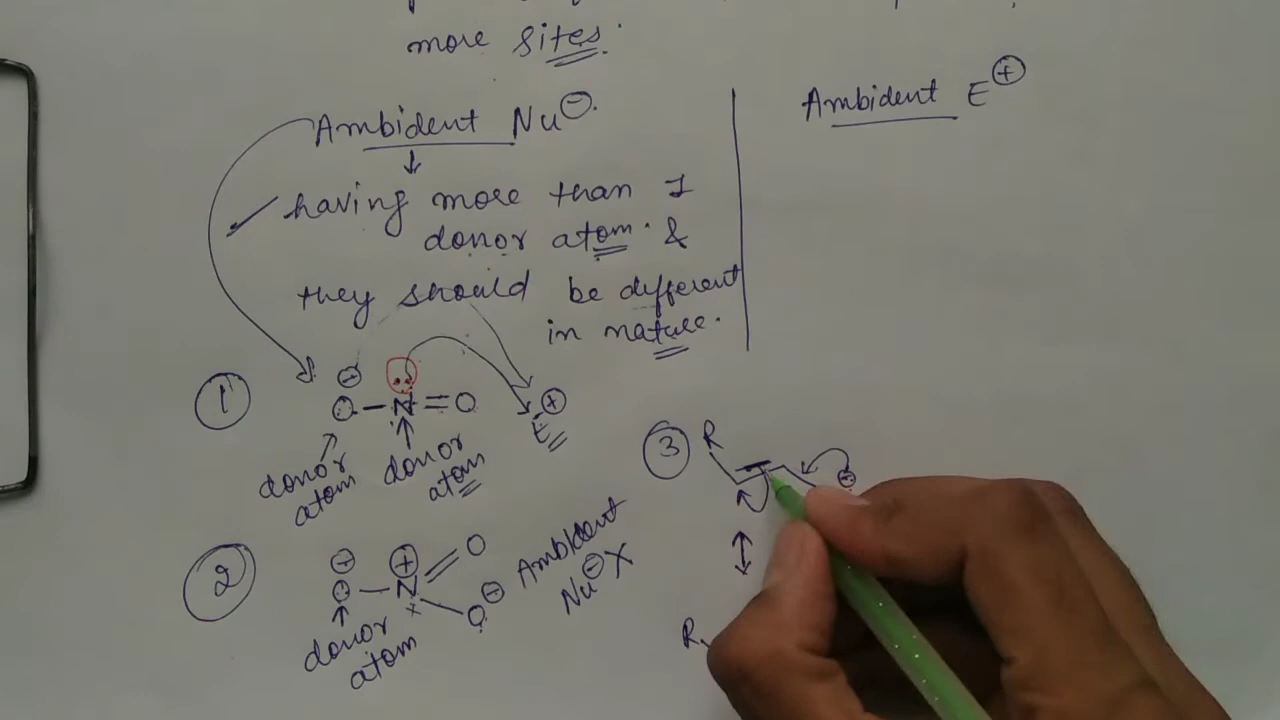 more sites.
Ambident Nu⊖.
↓
having more than 1
donor atom. &
they should be different
in nature.
Ambident E⊕
①
⊖
O — N = O
E⊕
donor
atom
donor
atom
②
⊖ ⊕
O — N = O
O⊖
donor
atom
Ambident
Nu⊖ X
③ R
⊖
↕
R